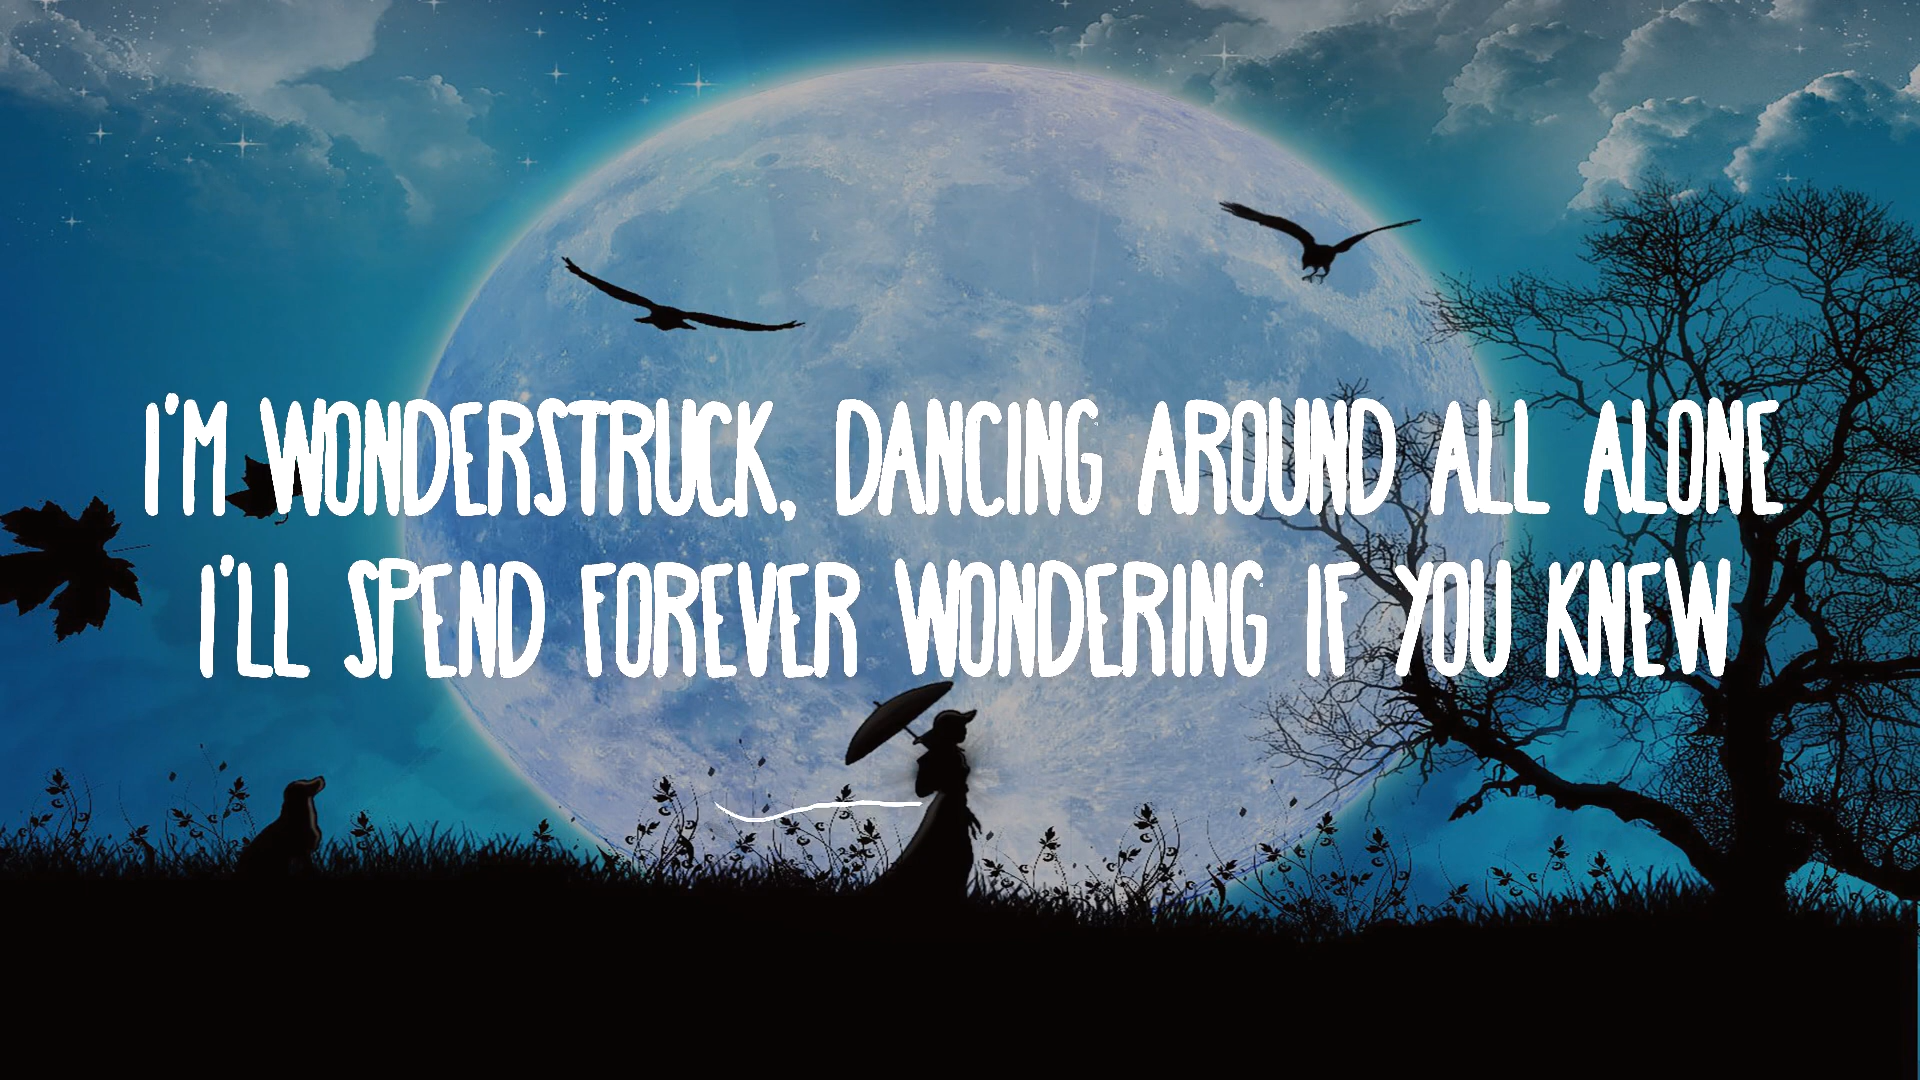 I'M WONDERSTRUCK, DANCING AROUND ALL ALONE
I'LL SPEND FOREVER WONDERING IF YOU KNEW